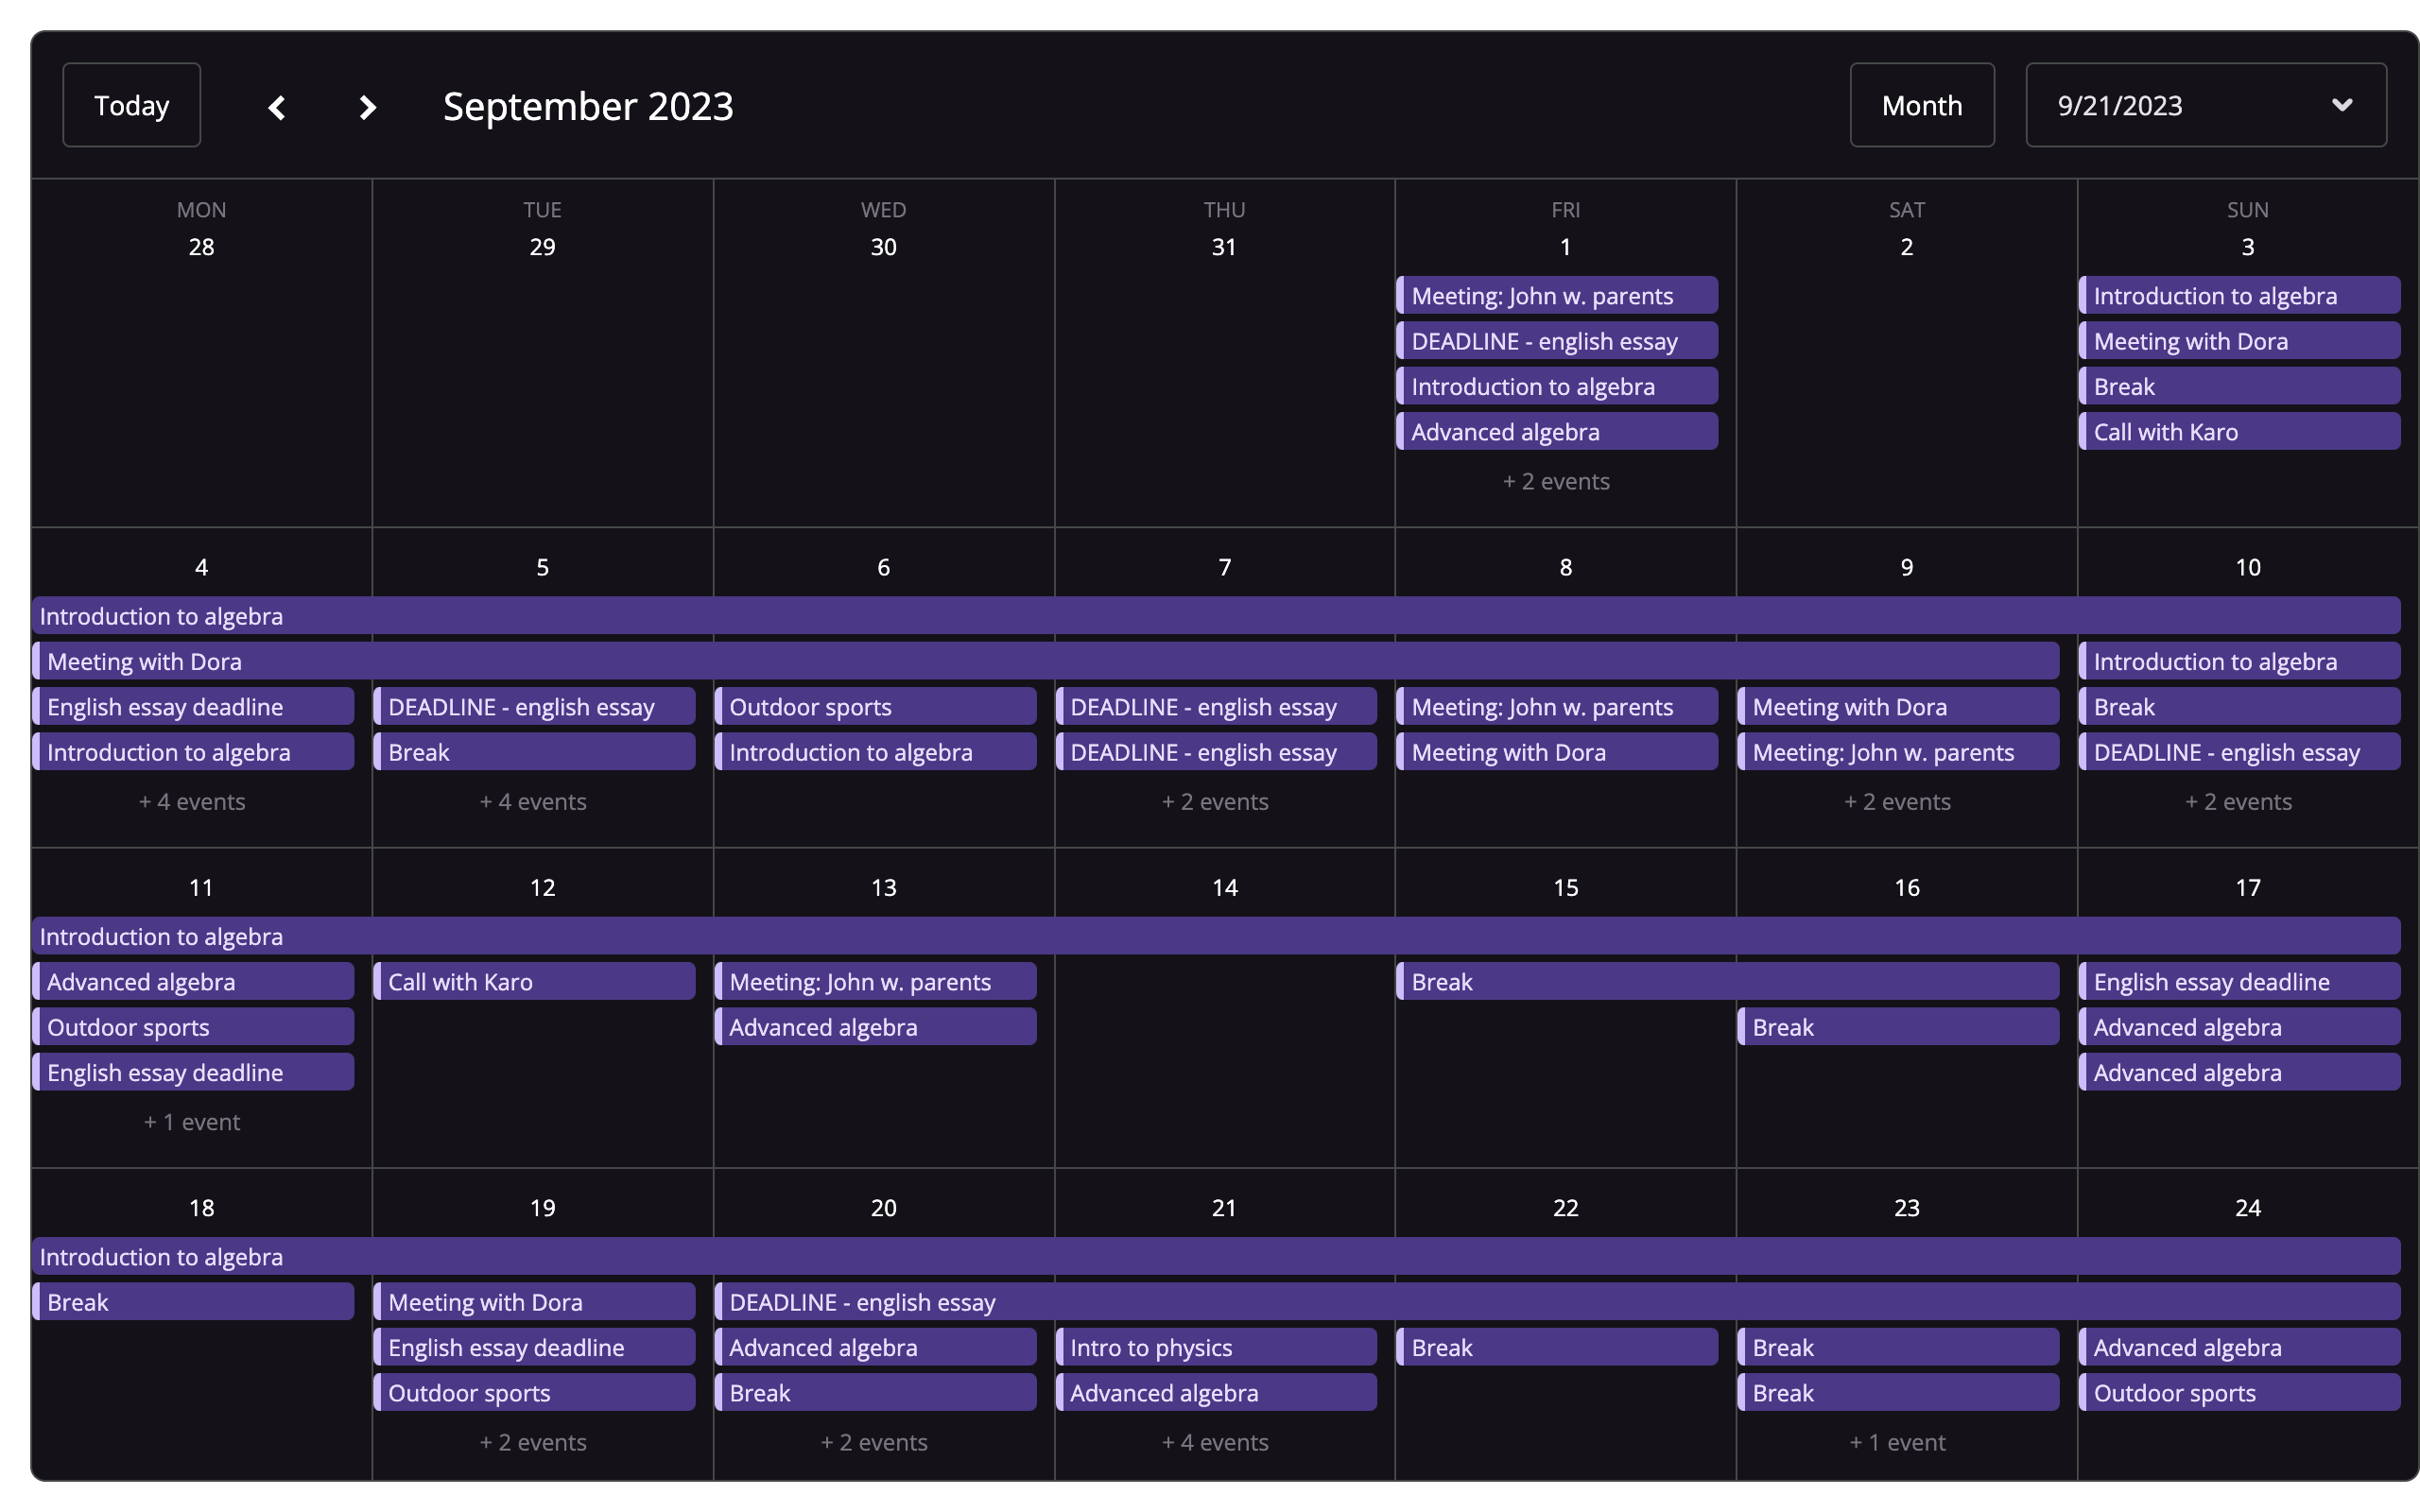 Today
September 2023
Month
9/21/2023
MON
28
TUE
29
WED
30
THU
31
FRI
1
Meeting: John w. parents
DEADLINE - english essay
Introduction to algebra
Advanced algebra
+ 2 events
SAT
2
SUN
3
Introduction to algebra
Meeting with Dora
Break
Call with Karo
4
5
6
7
8
9
10
Introduction to algebra
Meeting with Dora
Introduction to algebra
English essay deadline
DEADLINE - english essay
Outdoor sports
DEADLINE - english essay
Meeting: John w. parents
Meeting with Dora
Break
Introduction to algebra
Break
Introduction to algebra
DEADLINE - english essay
Meeting with Dora
Meeting: John w. parents
DEADLINE - english essay
+ 4 events
+ 4 events
+ 2 events
+ 2 events
+ 2 events
11
12
13
14
15
16
17
Introduction to algebra
Advanced algebra
Call with Karo
Meeting: John w. parents
Break
English essay deadline
Outdoor sports
Advanced algebra
Break
Advanced algebra
English essay deadline
Advanced algebra
+ 1 event
18
19
20
21
22
23
24
Introduction to algebra
Break
Meeting with Dora
DEADLINE - english essay
English essay deadline
Advanced algebra
Intro to physics
Break
Break
Advanced algebra
Outdoor sports
Break
Advanced algebra
Break
Outdoor sports
+ 2 events
+ 2 events
+ 4 events
+ 1 event